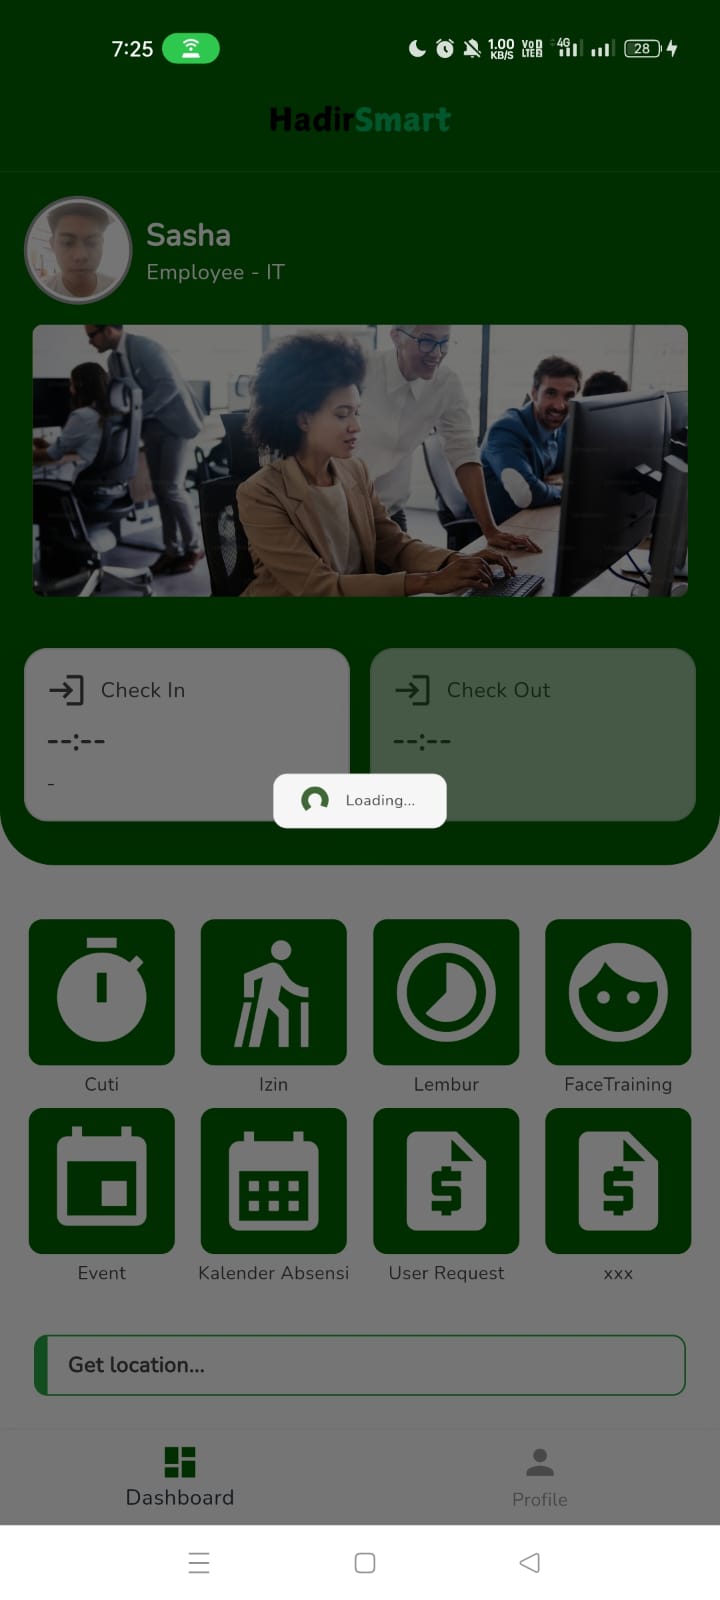 7:25
1.00
KB/S
VoD
LTE
4G
28
HadirSmart
Sasha
Employee - IT
Check In
Check Out
--:--
--:--
-
Loading...
Cuti
Izin
Lembur
FaceTraining
Event
Kalender Absensi
User Request
xxx
Get location...
Dashboard
Profile